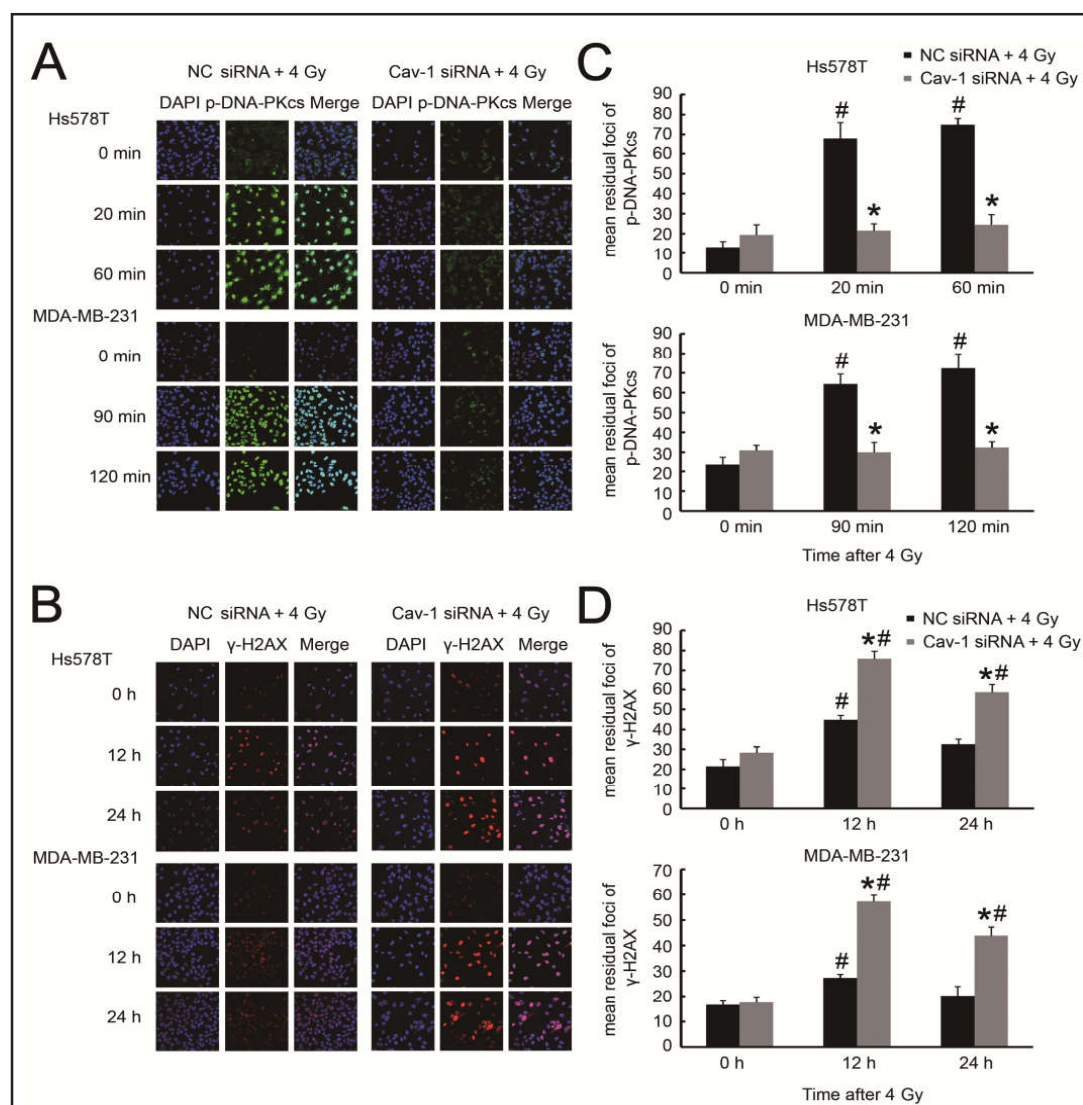 A
NC siRNA + 4 Gy Cav-1 siRNA + 4 Gy
DAPI p-DNA-PKcs Merge DAPI p-DNA-PKcs Merge
Hs578T
0 min
20 min
60 min
MDA-MB-231
0 min
90 min
120 min
C
NC siRNA + 4 Gy
Cav-1 siRNA + 4 Gy
Hs578T
mean residual foci of
p-DNA-PKcs
90
80
70
60
50
40
30
20
10
0
# # * *
0 min 20 min 60 min
MDA-MB-231
mean residual foci of
p-DNA-PKcs
90
80
70
60
50
40
30
20
10
0
# # * *
0 min 90 min 120 min
Time after 4 Gy
B
NC siRNA + 4 Gy Cav-1 siRNA + 4 Gy
DAPI γ-H2AX Merge DAPI γ-H2AX Merge
Hs578T
0 h
12 h
24 h
MDA-MB-231
0 h
12 h
24 h
D
Hs578T
NC siRNA + 4 Gy
Cav-1 siRNA + 4 Gy
mean residual foci of
γ-H2AX
90
80
70
60
50
40
30
20
10
0
# *# *#
0 h 12 h 24 h
MDA-MB-231
mean residual foci of
γ-H2AX
70
60
50
40
30
20
10
0
# *# *#
0 h 12 h 24 h
Time after 4 Gy